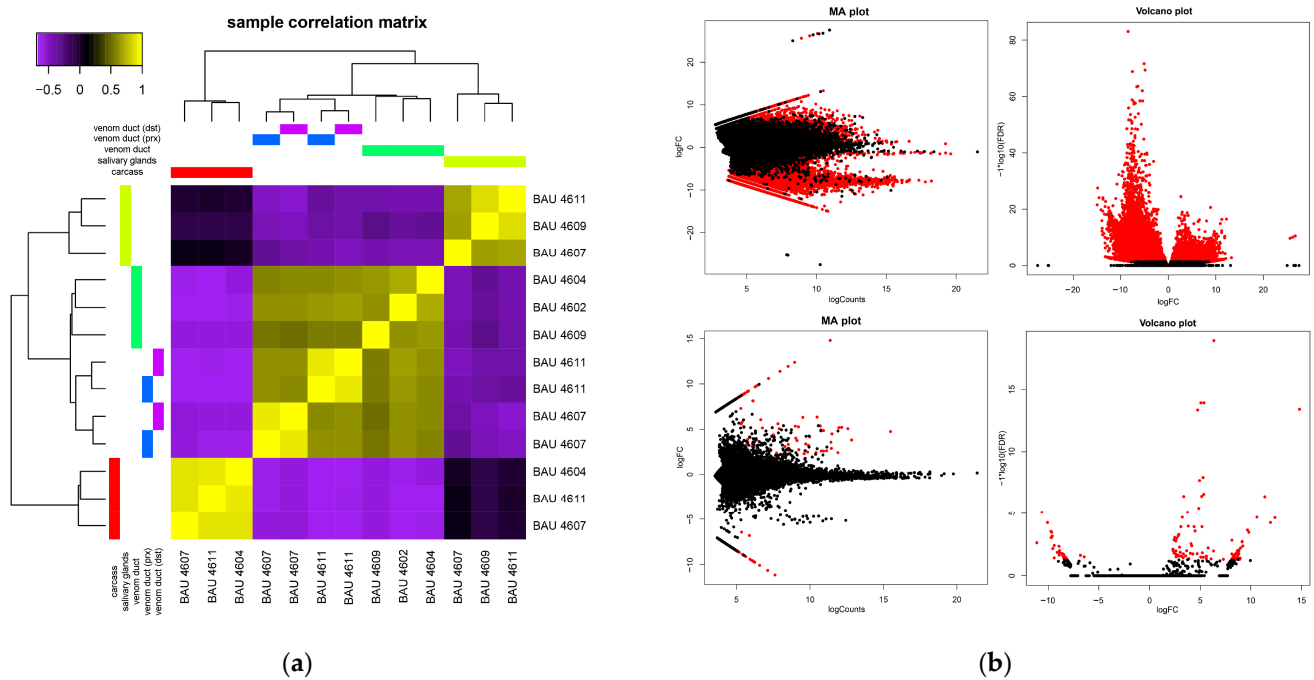 sample correlation matrix
−0.5 0 0.5 1
venom duct (dst)
venom duct (prx)
venom duct
salivary glands
carcass
BAU 4611
BAU 4609
BAU 4607
BAU 4604
BAU 4602
BAU 4609
BAU 4611
BAU 4611
BAU 4607
BAU 4607
BAU 4604
BAU 4611
BAU 4607
carcass
salivary glands
venom duct
venom duct (prx)
venom duct (dst)
BAU 4607
BAU 4611
BAU 4604
BAU 4607
BAU 4607
BAU 4611
BAU 4611
BAU 4609
BAU 4602
BAU 4604
BAU 4607
BAU 4609
BAU 4611
(a)
MA plot
logFC
20
10
0
−10
−20
5 10 15 20
logCounts
Volcano plot
−1*log10(FDR)
80
60
40
20
0
−20 −10 0 10 20
logFC
MA plot
logFC
15
10
5
0
−5
−10
5 10 15 20
logCounts
Volcano plot
−1*log10(FDR)
15
10
5
0
−10 −5 0 5 10 15
logFC
(b)